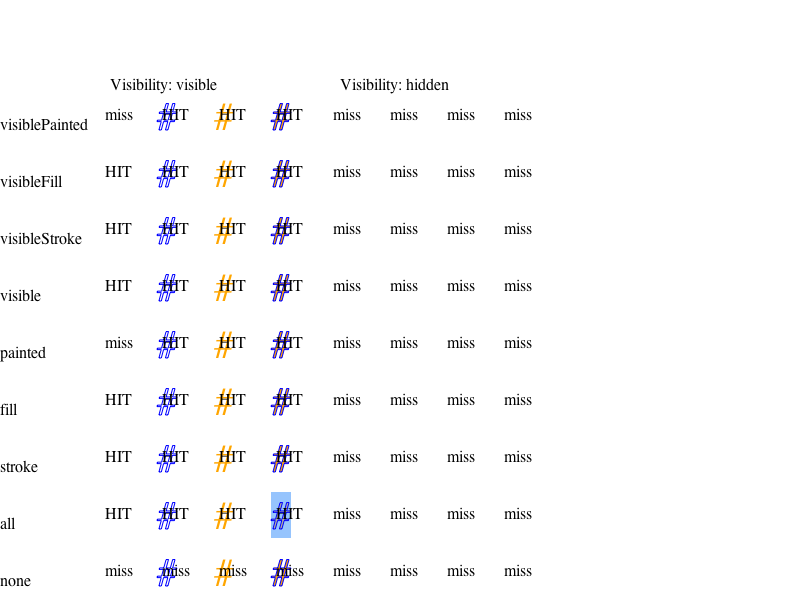 Visibility: visible Visibility: hidden
visiblePainted miss #HIT #HIT #HIT miss miss miss miss
visibleFill HIT #HIT #HIT #HIT miss miss miss miss
visibleStroke HIT #HIT #HIT #HIT miss miss miss miss
visible HIT #HIT #HIT #HIT miss miss miss miss
painted miss #HIT #HIT #HIT miss miss miss miss
fill HIT #HIT #HIT #HIT miss miss miss miss
stroke HIT #HIT #HIT #HIT miss miss miss miss
all HIT #HIT #HIT #HIT miss miss miss miss
none miss #miss #miss #miss miss miss miss miss